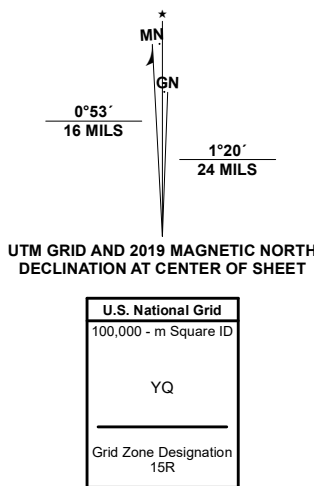 ★
MN
GN
0°53´
16 MILS
1°20´
24 MILS
UTM GRID AND 2019 MAGNETIC NORTH
DECLINATION AT CENTER OF SHEET
U.S. National Grid
100,000 - m Square ID
YQ
Grid Zone Designation
15R